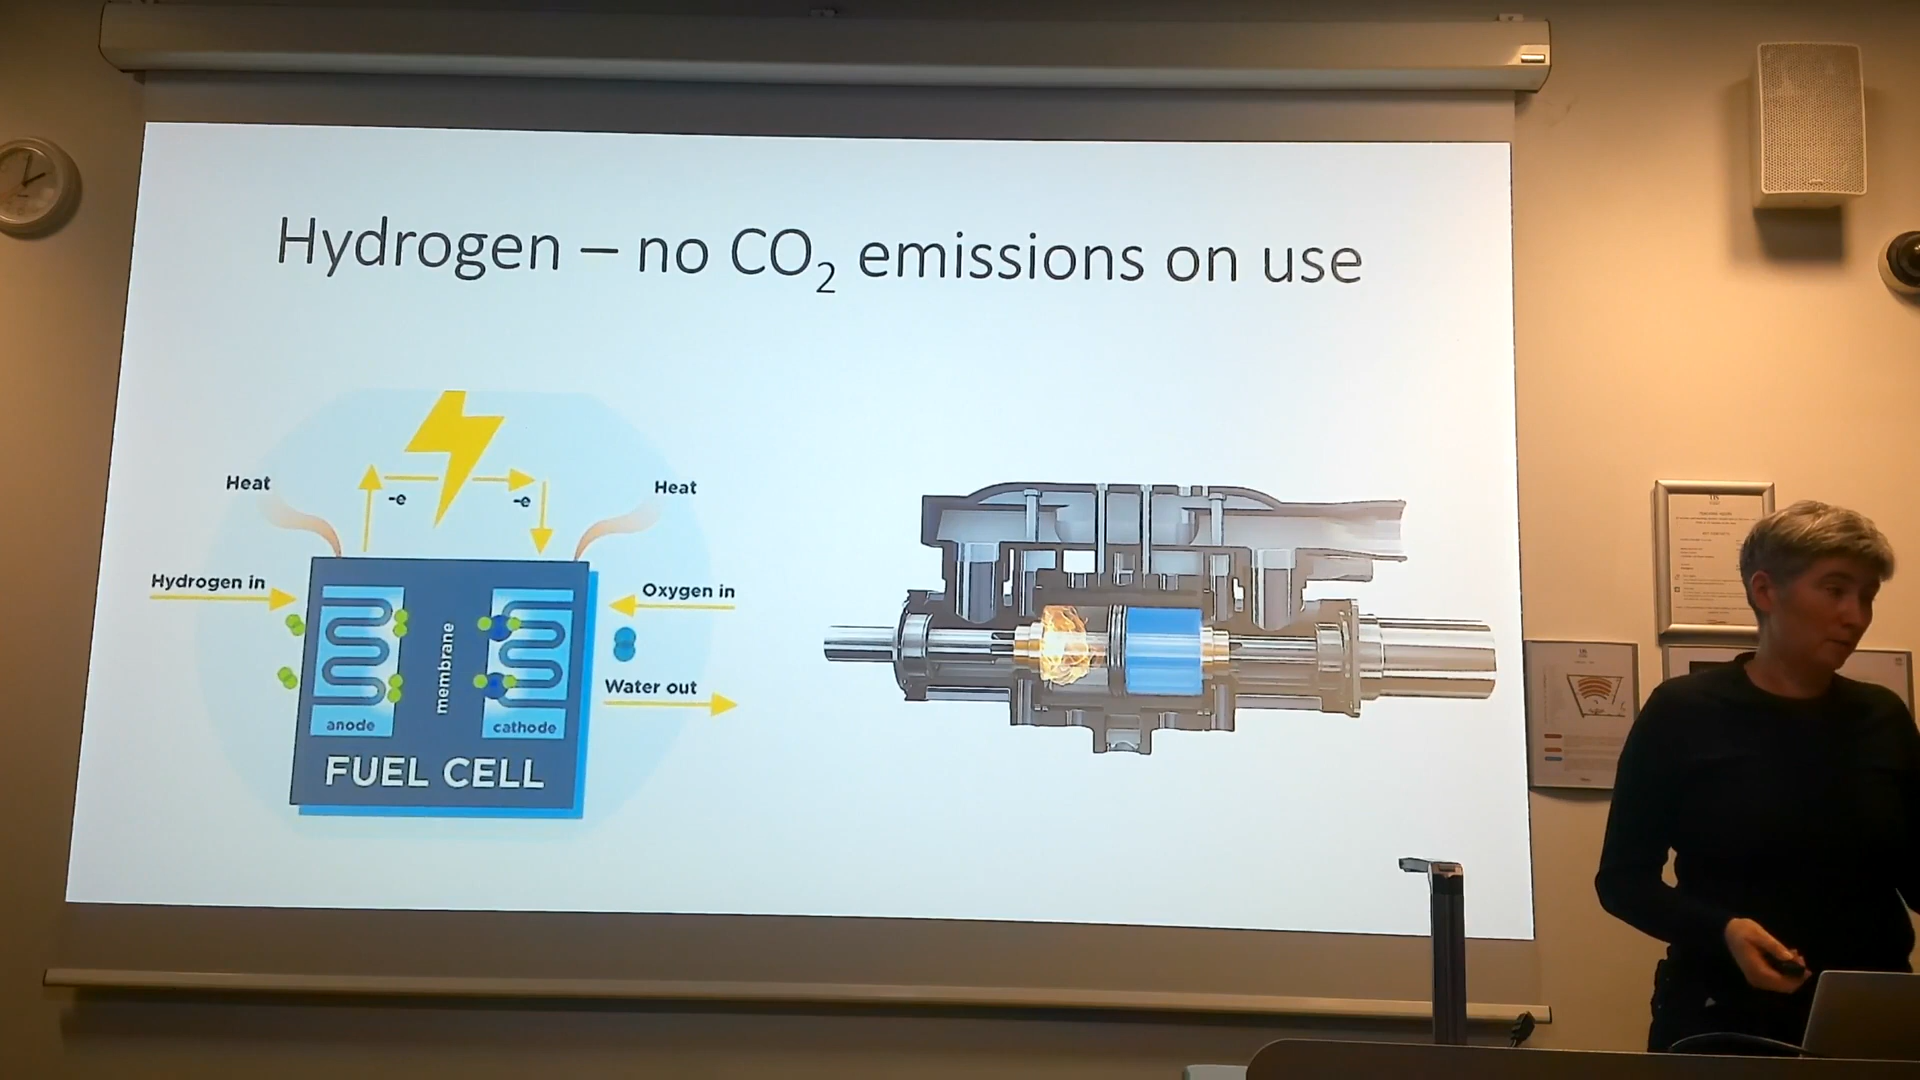 Hydrogen – no CO₂ emissions on use
Heat
Heat
-e
-e
Hydrogen in
Oxygen in
membrane
Water out
anode
cathode
FUEL CELL